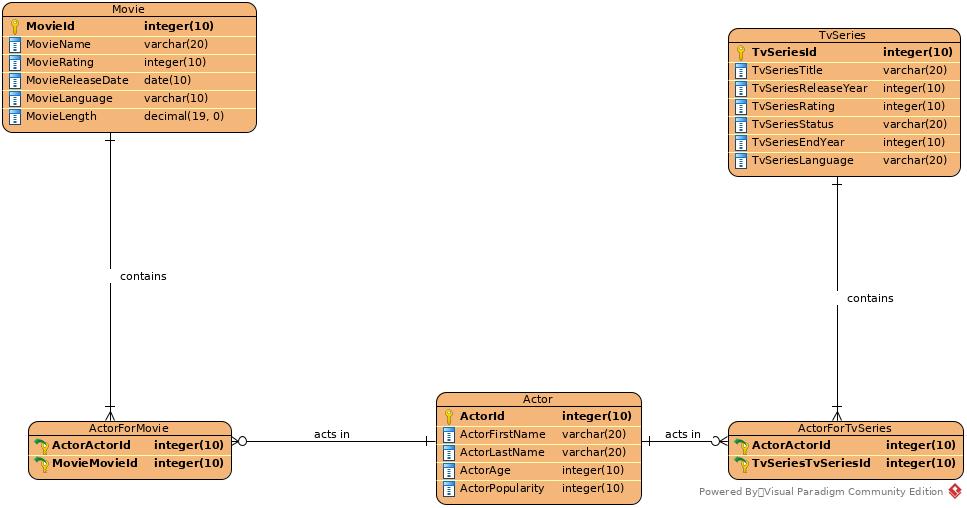 Movie
MovieId integer(10)
MovieName varchar(20)
MovieRating integer(10)
MovieReleaseDate date(10)
MovieLanguage varchar(10)
MovieLength decimal(19, 0)
TvSeries
TvSeriesId integer(10)
TvSeriesTitle varchar(20)
TvSeriesReleaseYear integer(10)
TvSeriesRating integer(10)
TvSeriesStatus varchar(20)
TvSeriesEndYear integer(10)
TvSeriesLanguage varchar(20)
contains
contains
ActorForMovie
ActorActorId integer(10)
MovieMovieId integer(10)
acts in
Actor
ActorId integer(10)
ActorFirstName varchar(20)
ActorLastName varchar(20)
ActorAge integer(10)
ActorPopularity integer(10)
acts in
ActorForTvSeries
ActorActorId integer(10)
TvSeriesTvSeriesId integer(10)
Powered By Visual Paradigm Community Edition